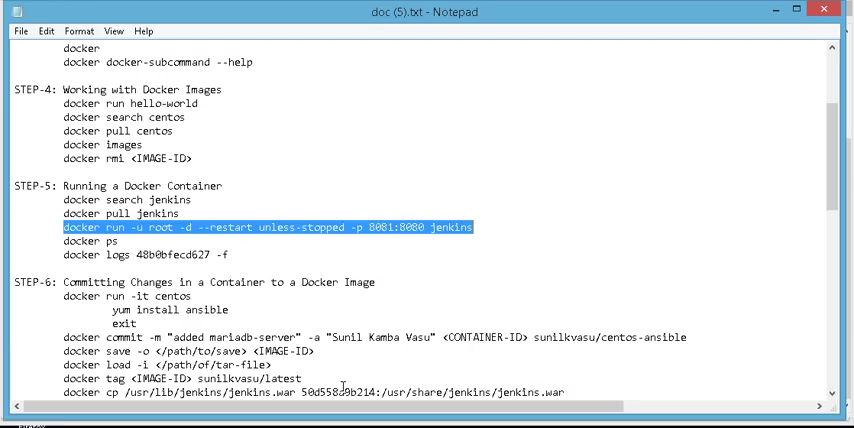 doc (5).txt - Notepad
File Edit Format View Help
docker
docker docker-subcommand --help
STEP-4: Working with Docker Images
docker run hello-world
docker search centos
docker pull centos
docker images
docker rmi <IMAGE-ID>
STEP-5: Running a Docker Container
docker search jenkins
docker pull jenkins
docker run -u root -d --restart unless-stopped -p 8081:8080 jenkins
docker ps
docker logs 48b0bfecd627 -f
STEP-6: Committing Changes in a Container to a Docker Image
docker run -it centos
yum install ansible
exit
docker commit -m "added mariadb-server" -a "Sunil Kamba Vasu" <CONTAINER-ID> sunilkvasu/centos-ansible
docker save -o </path/to/save> <IMAGE-ID>
docker load -i </path/of/tar-file>
docker tag <IMAGE-ID> sunilkvasu/latest
docker cp /usr/lib/jenkins/jenkins.war 50d558a9b214:/usr/share/jenkins/jenkins.war